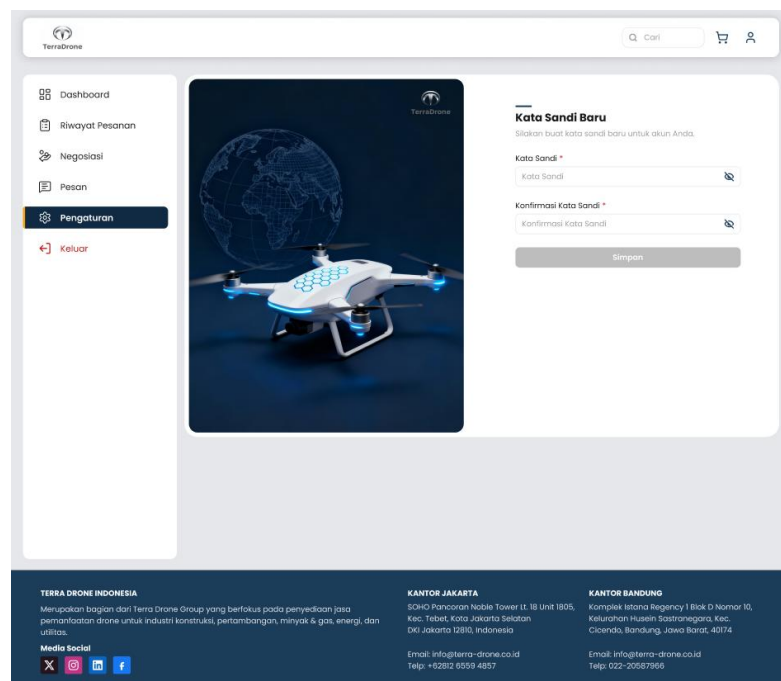 TerraDrone
Cari
Dashboard
Riwayat Pesanan
Negosiasi
Pesan
Pengaturan
Keluar
TerraDrone
Kata Sandi Baru
Silakan buat kata sandi baru untuk akun Anda.
Kata Sandi *
Kata Sandi
Konfirmasi Kata Sandi *
Konfirmasi Kata Sandi
Simpan
TERRA DRONE INDONESIA
Merupakan bagian dari Terra Drone Group yang berfokus pada penyediaan jasa
pemanfaatan drone untuk industri konstruksi, pertambangan, minyak & gas, energi, dan
utilitas.
Media Social
KANTOR JAKARTA
SOHO Pancoran Noble Tower Lt. 18 Unit 1805,
Kec. Tebet, Kota Jakarta Selatan
DKI Jakarta 12810, Indonesia
Email: info@terra-drone.co.id
Telp: +62812 6559 4857
KANTOR BANDUNG
Komplek Istana Regency 1 Blok D Nomor 10,
Kelurahan Husein Sastranegara, Kec.
Cicendo, Bandung, Jawa Barat, 40174
Email: info@terra-drone.co.id
Telp: 022-20587966